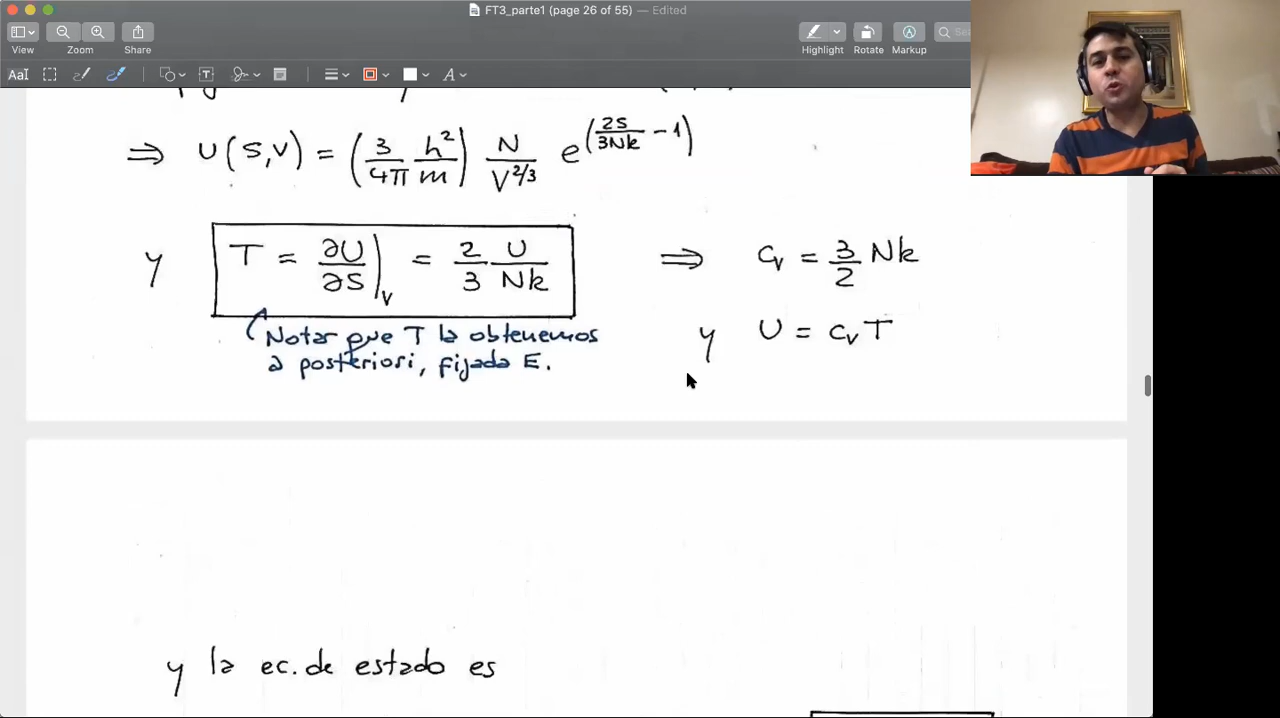 FT3_parte1 (page 26 of 55) — Edited
View Zoom Share Highlight Rotate Markup
AaI
⇒ U(S,V) = (3/4π h²/m) N/V^{2/3} e^{(2S/3Nk − 1)}
y T = ∂U/∂S|_V = 2/3 U/Nk ⇒ C_V = 3/2 Nk
Notar que T la obtenemos
a posteriori, fijada E.
y U = C_V T
y la ec. de estado es